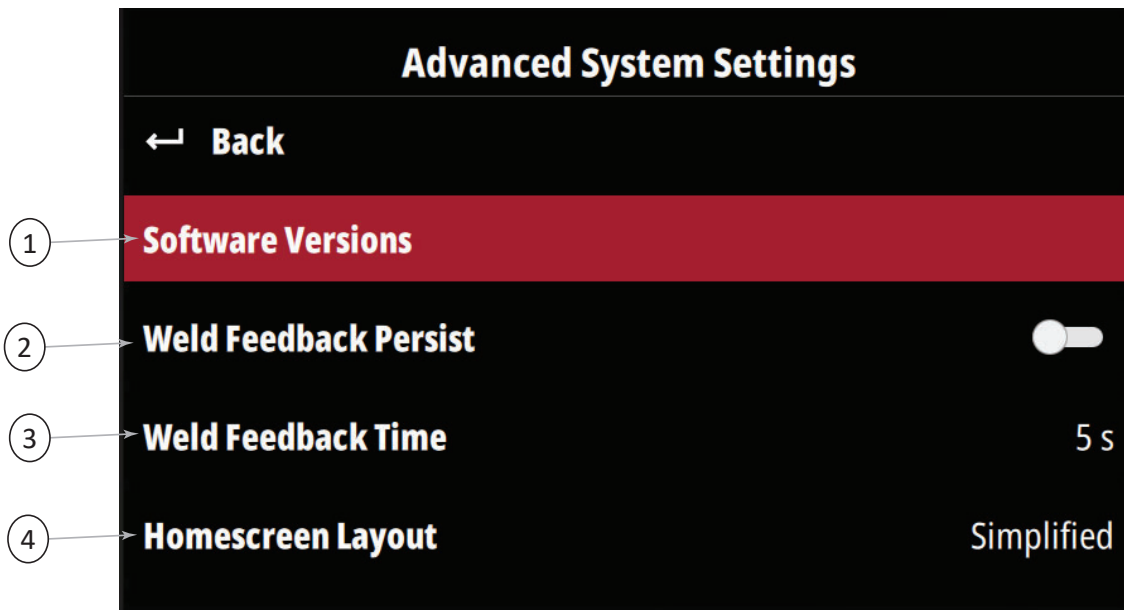 Advanced System Settings
Back
1 Software Versions
2 Weld Feedback Persist
3 Weld Feedback Time 5 s
4 Homescreen Layout Simplified